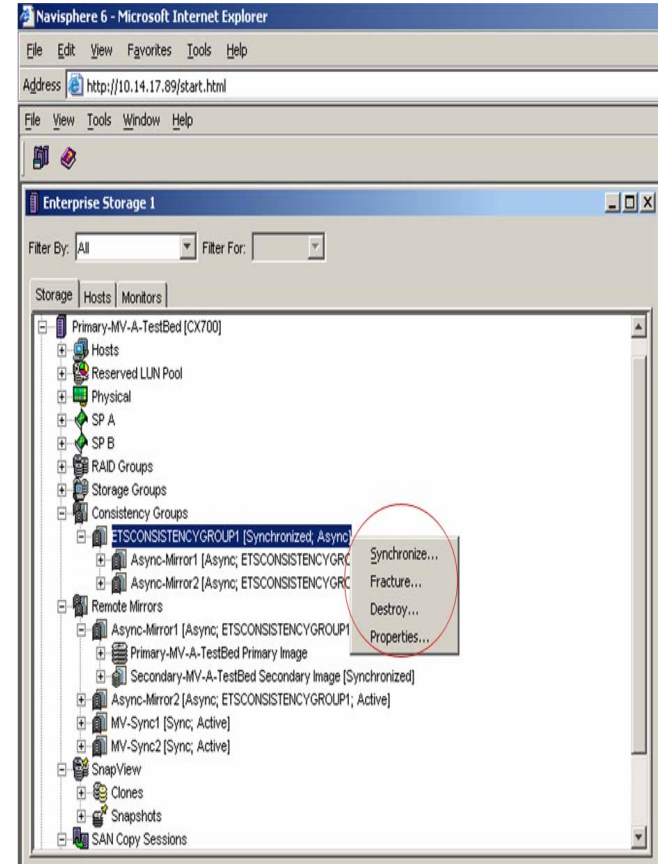 Navisphere 6 - Microsoft Internet Explorer
File Edit View Favorites Tools Help
Address http://10.14.17.89/start.html
File View Tools Window Help
Enterprise Storage 1
Filter By: All Filter For:
Storage Hosts Monitors
Primary-MV-A-TestBed [CX700]
Hosts
Reserved LUN Pool
Physical
SP A
SP B
RAID Groups
Storage Groups
Consistency Groups
ETSCONSISTENCYGROUP1 [Synchronized; Async]
Async-Mirror1 [Async; ETSCONSISTENCYGRO
Async-Mirror2 [Async; ETSCONSISTENCYGRO
Synchronize...
Fracture...
Destroy...
Properties...
Remote Mirrors
Async-Mirror1 [Async; ETSCONSISTENCYGROUP1
Primary-MV-A-TestBed Primary Image
Secondary-MV-A-TestBed Secondary Image [Synchronized]
Async-Mirror2 [Async; ETSCONSISTENCYGROUP1; Active]
MV-Sync1 [Sync; Active]
MV-Sync2 [Sync; Active]
SnapView
Clones
Snapshots
SAN Copy Sessions